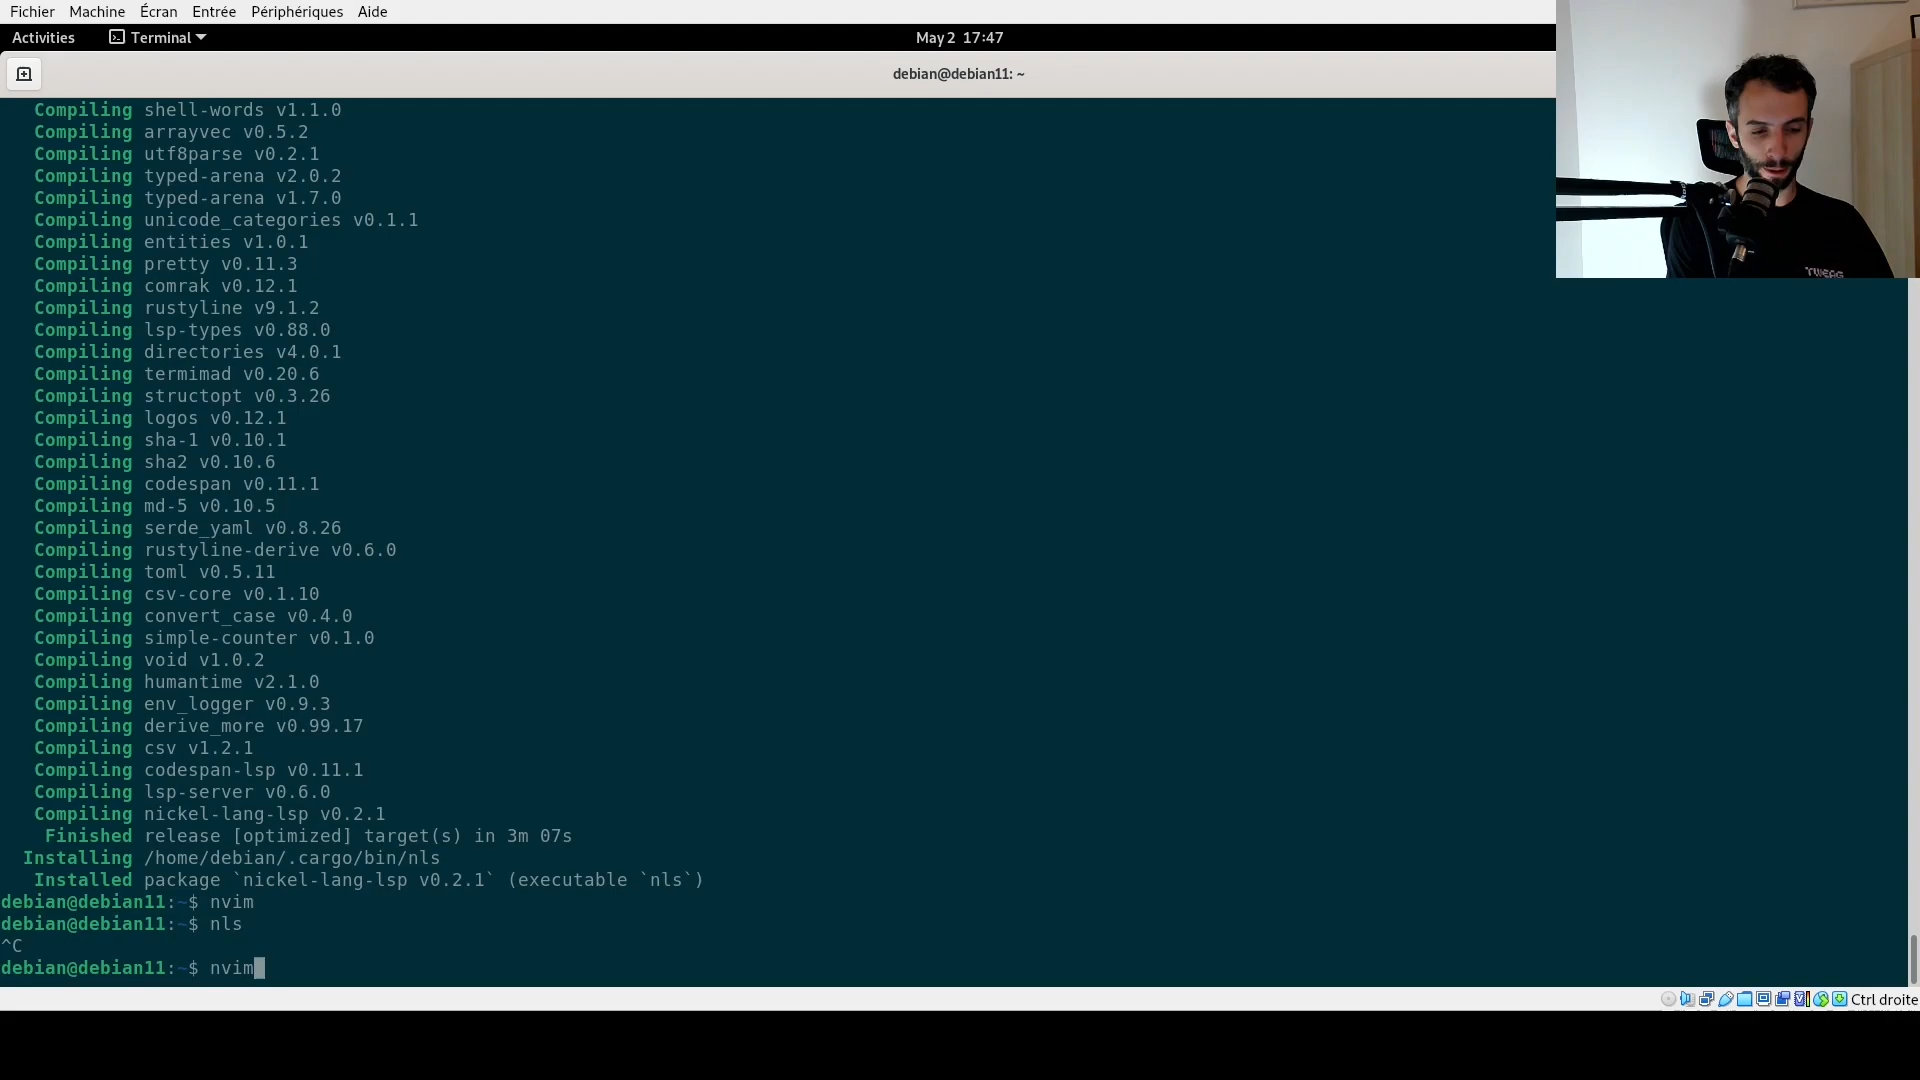 Fichier Machine Écran Entrée Périphériques Aide
Activities Terminal May 2 17:47
debian@debian11: ~
Compiling shell-words v1.1.0
Compiling arrayvec v0.5.2
Compiling utf8parse v0.2.1
Compiling typed-arena v2.0.2
Compiling typed-arena v1.7.0
Compiling unicode_categories v0.1.1
Compiling entities v1.0.1
Compiling pretty v0.11.3
Compiling comrak v0.12.1
Compiling rustyline v9.1.2
Compiling lsp-types v0.88.0
Compiling directories v4.0.1
Compiling termimad v0.20.6
Compiling structopt v0.3.26
Compiling logos v0.12.1
Compiling sha-1 v0.10.1
Compiling sha2 v0.10.6
Compiling codespan v0.11.1
Compiling md-5 v0.10.5
Compiling serde_yaml v0.8.26
Compiling rustyline-derive v0.6.0
Compiling toml v0.5.11
Compiling csv-core v0.1.10
Compiling convert_case v0.4.0
Compiling simple-counter v0.1.0
Compiling void v1.0.2
Compiling humantime v2.1.0
Compiling env_logger v0.9.3
Compiling derive_more v0.99.17
Compiling csv v1.2.1
Compiling codespan-lsp v0.11.1
Compiling lsp-server v0.6.0
Compiling nickel-lang-lsp v0.2.1
Finished release [optimized] target(s) in 3m 07s
Installing /home/debian/.cargo/bin/nls
Installed package `nickel-lang-lsp v0.2.1` (executable `nls`)
debian@debian11:~$ nvim
debian@debian11:~$ nls
^C
debian@debian11:~$ nvim
Ctrl droite
TWEAG